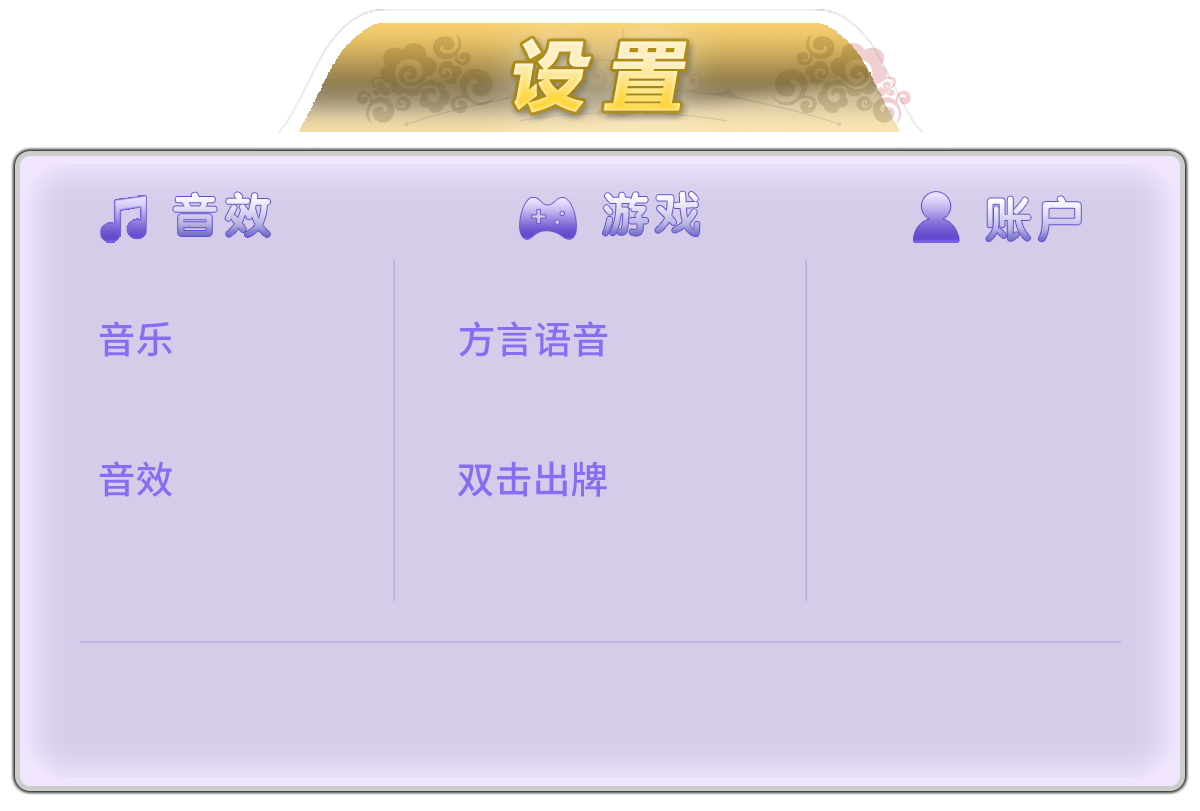 设置
音效 游戏 账户
音乐 方言语音
音效 双击出牌